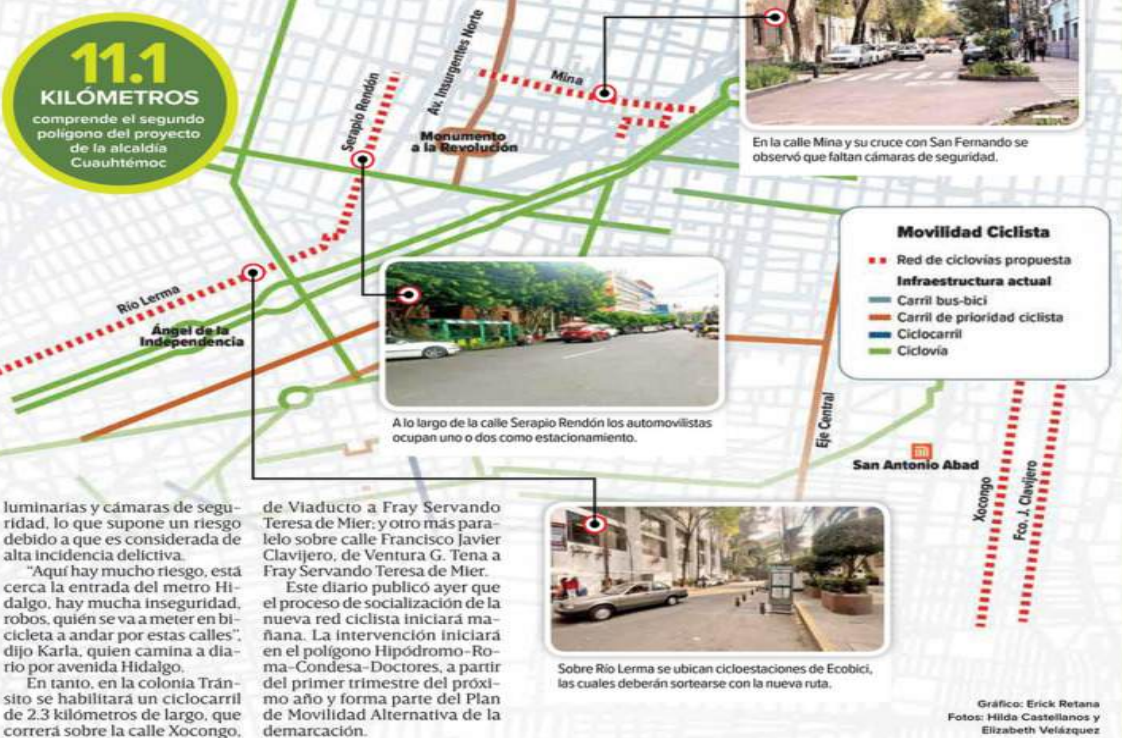 11.1
KILÓMETROS
comprende el segundo
polígono del proyecto
de la alcaldía
Cuauhtémoc
Serapio Rendón
Av. Insurgentes Norte
Mina
Monumento
a la Revolución
En la calle Mina y su cruce con San Fernando se
observó que faltan cámaras de seguridad.
Movilidad Ciclista
Red de ciclovías propuesta
Infraestructura actual
Carril bus-bici
Carril de prioridad ciclista
Ciclocarril
Ciclovía
Río Lerma
Ángel de la
Independencia
A lo largo de la calle Serapio Rendón los automovilistas
ocupan uno o dos como estacionamiento.
Eje Central
San Antonio Abad
Xocongo
Fco. J. Clavijero
luminarias y cámaras de segu-
ridad, lo que supone un riesgo
debido a que es considerada de
alta incidencia delictiva.
“Aquí hay mucho riesgo, está
cerca la entrada del metro Hi-
dalgo, hay mucha inseguridad,
robos, quién se va a meter en bi-
cicleta a andar por estas calles”,
dijo Karla, quien camina a dia-
rio por avenida Hidalgo.
En tanto, en la colonia Trán-
sito se habilitará un ciclocarril
de 2.3 kilómetros de largo, que
correrá sobre la calle Xocongo,
de Viaducto a Fray Servando
Teresa de Mier; y otro más para-
lelo sobre calle Francisco Javier
Clavijero, de Ventura G. Tena a
Fray Servando Teresa de Mier.
Este diario publicó ayer que
el proceso de socialización de la
nueva red ciclista iniciará ma-
ñana. La intervención iniciará
en el polígono Hipódromo-Ro-
ma-Condesa-Doctores, a partir
del primer trimestre del próxi-
mo año y forma parte del Plan
de Movilidad Alternativa de la
demarcación.
Sobre Río Lerma se ubican cicloestaciones de Ecobici,
las cuales deberán sortearse con la nueva ruta.
Gráfico: Erick Retana
Fotos: Hilda Castellanos y
Elizabeth Velázquez